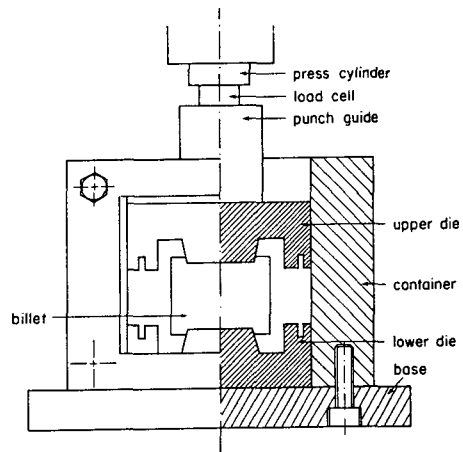 press cylinder
load cell
punch guide
upper die
container
billet
lower die
base